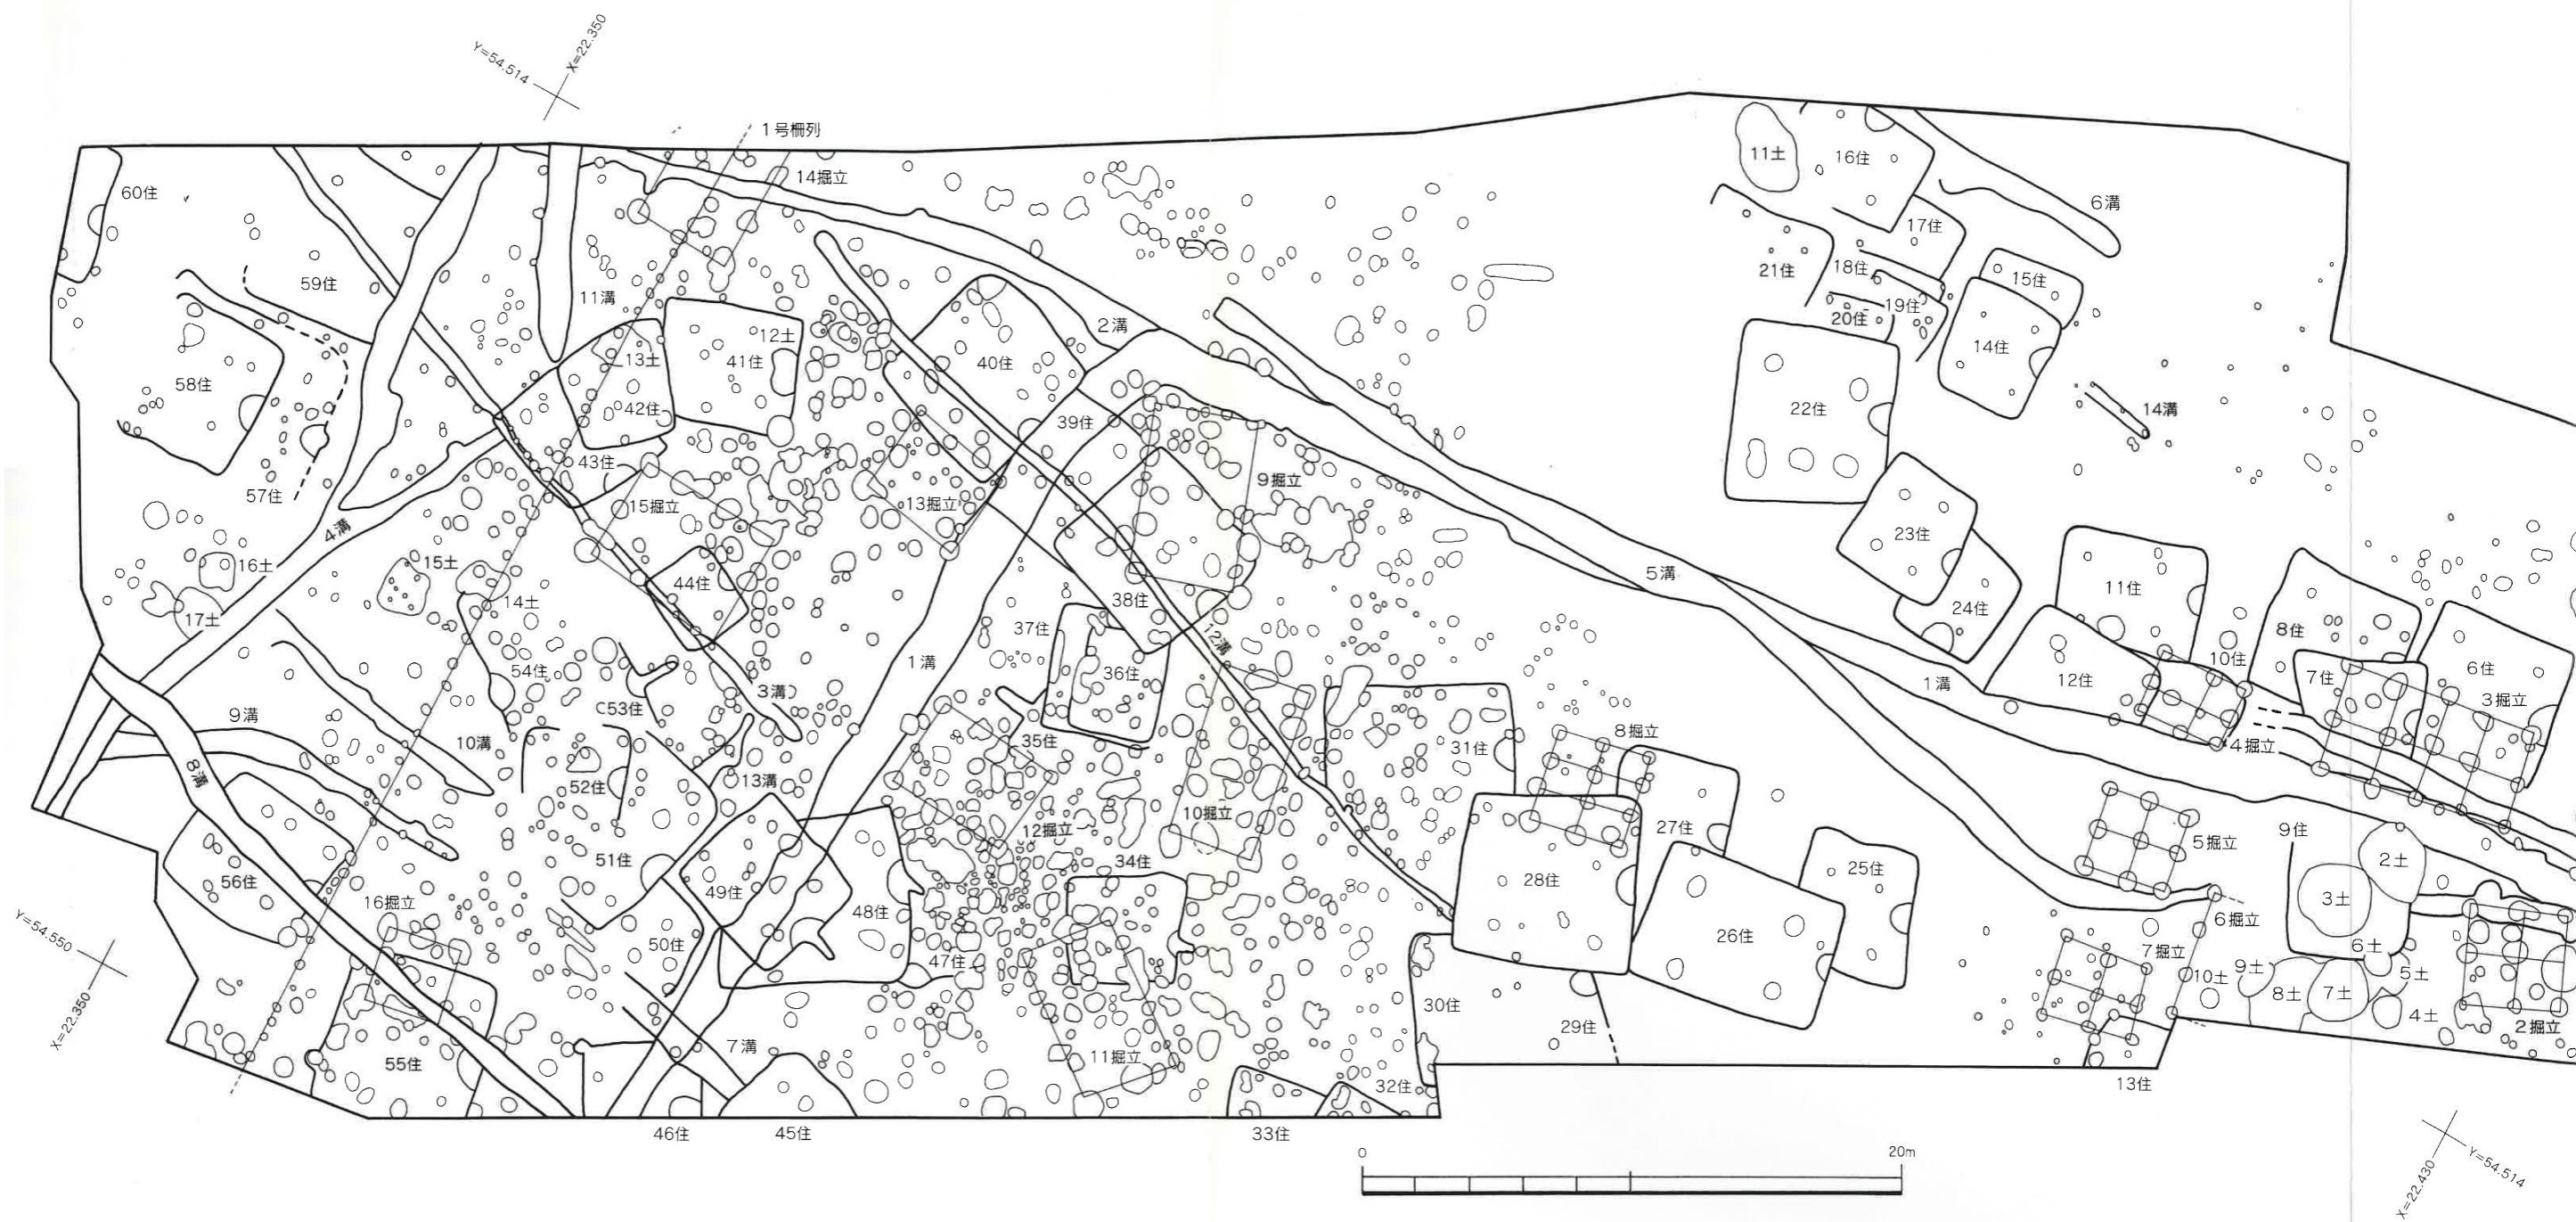 Y=54.514
X=22.350
1号柵列
14掘立
60住
11土
16住
6溝
17住
59住
11溝
21住
18住
15住
19住
20住
2溝
12土
13土
41住
40住
14住
58住
42住
39住
22住
14溝
43住
57住
15掘立
13掘立
9掘立
4溝
23住
16土
15土
44住
5溝
14土
38住
24住
11住
17土
37住
12溝
8住
54住
1溝
36住
10住
6住
12住
7住
1溝
3溝
53住
3掘立
9溝
10溝
35住
31住
8掘立
4掘立
8溝
13溝
52住
10掘立
12掘立
27住
9住
5掘立
51住
34住
2土
25住
56住
49住
28住
3土
16掘立
48住
6掘立
26住
50住
6土
7掘立
47住
9土
5土
10土
8土
7土
Y=54.550
30住
4土
X=22.350
29住
2掘立
7溝
11掘立
55住
32住
13住
46住
45住
33住
0
20m
X=22.430
Y=54.514